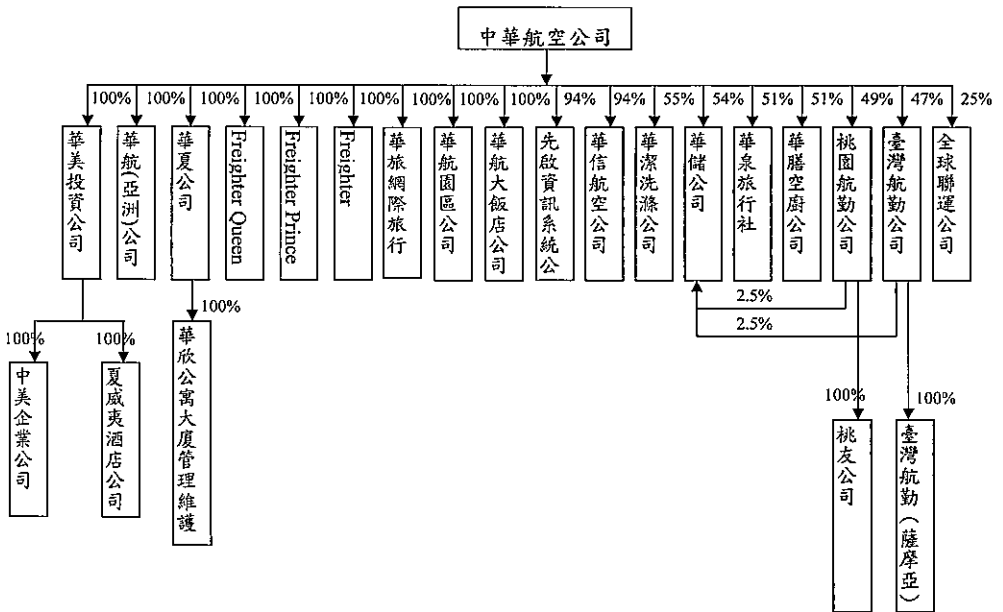 中華航空公司
100%
100%
100%
100%
100%
100%
100%
100%
100%
94%
94%
55%
54%
51%
51%
49%
47%
25%
華美投資公司
華航(亞洲)公司
華夏公司
Freighter Queen
Freighter Prince
Freighter
華旅網際旅行
華航園區公司
華航大飯店公司
先啟資訊系統公
華信航空公司
華潔洗滌公司
華儲公司
華泉旅行社
華膳空廚公司
桃園航勤公司
臺灣航勤公司
全球聯運公司
2.5%
2.5%
100%
100%
100%
100%
100%
中美企業公司
夏威夷酒店公司
華欣公寓大廈管理維護
桃友公司
臺灣航勤(薩摩亞)